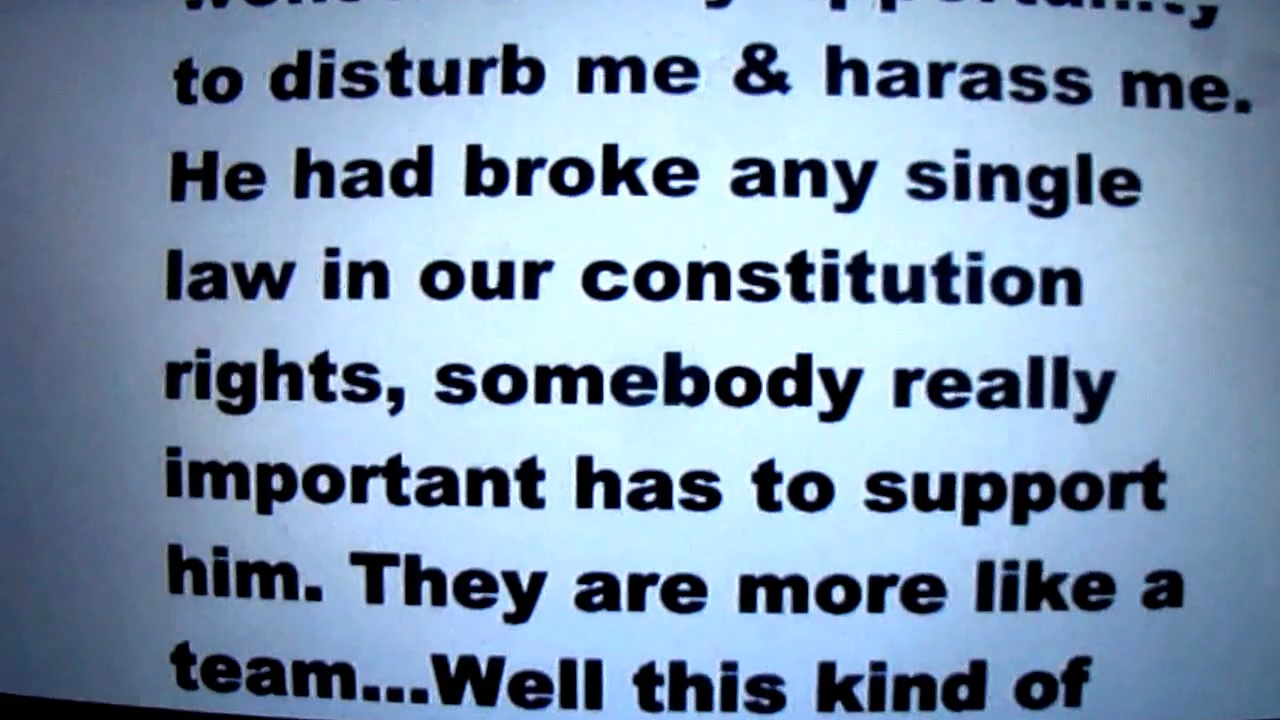 to disturb me & harass me.
He had broke any single
law in our constitution
rights, somebody really
important has to support
him. They are more like a
team...Well this kind of